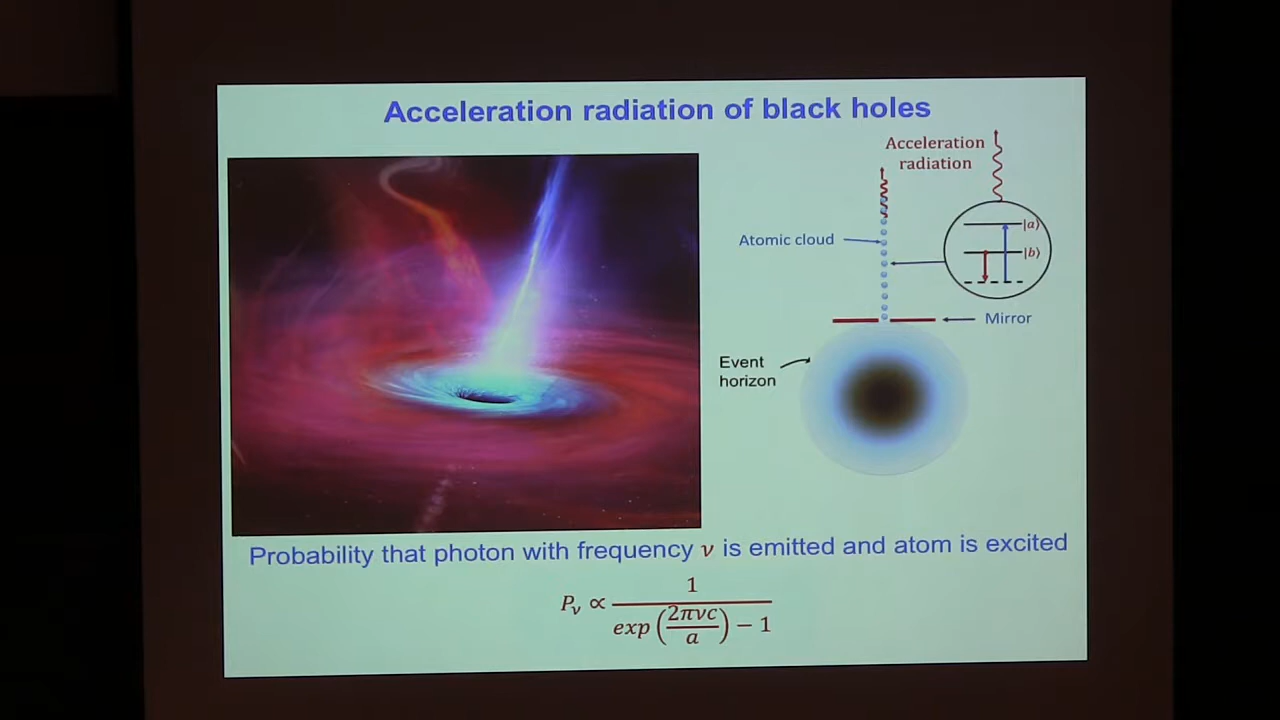 Acceleration radiation of black holes
Acceleration
radiation
Atomic cloud
|a⟩
|b⟩
Mirror
Event
horizon
Probability that photon with frequency ν is emitted and atom is excited
P_ν ∝ 1 / (exp(2πνc / a) − 1)